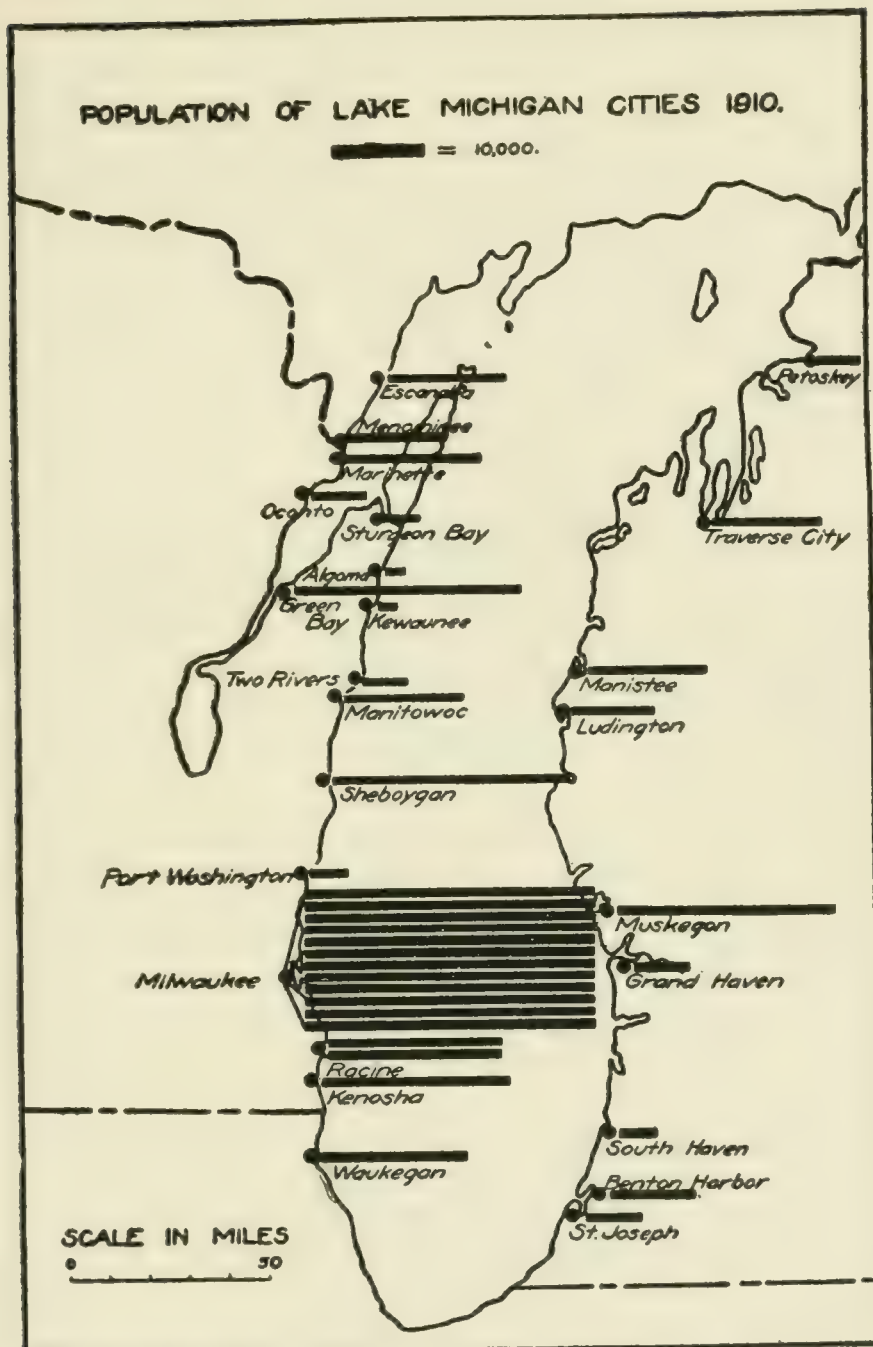 POPULATION OF LAKE MICHIGAN CITIES 1910.
= 10,000.
Petoskey
Escanaba
Menominee
Marinette
Oconto
Sturgeon Bay
Traverse City
Algoma
Green
Bay
Kewaunee
Two Rivers
Manistee
Manitowoc
Ludington
Sheboygan
Port Washington
Muskegon
Milwaukee
Grand Haven
Racine
Kenosha
South Haven
Waukegan
Benton Harbor
St. Joseph
SCALE IN MILES
0 50